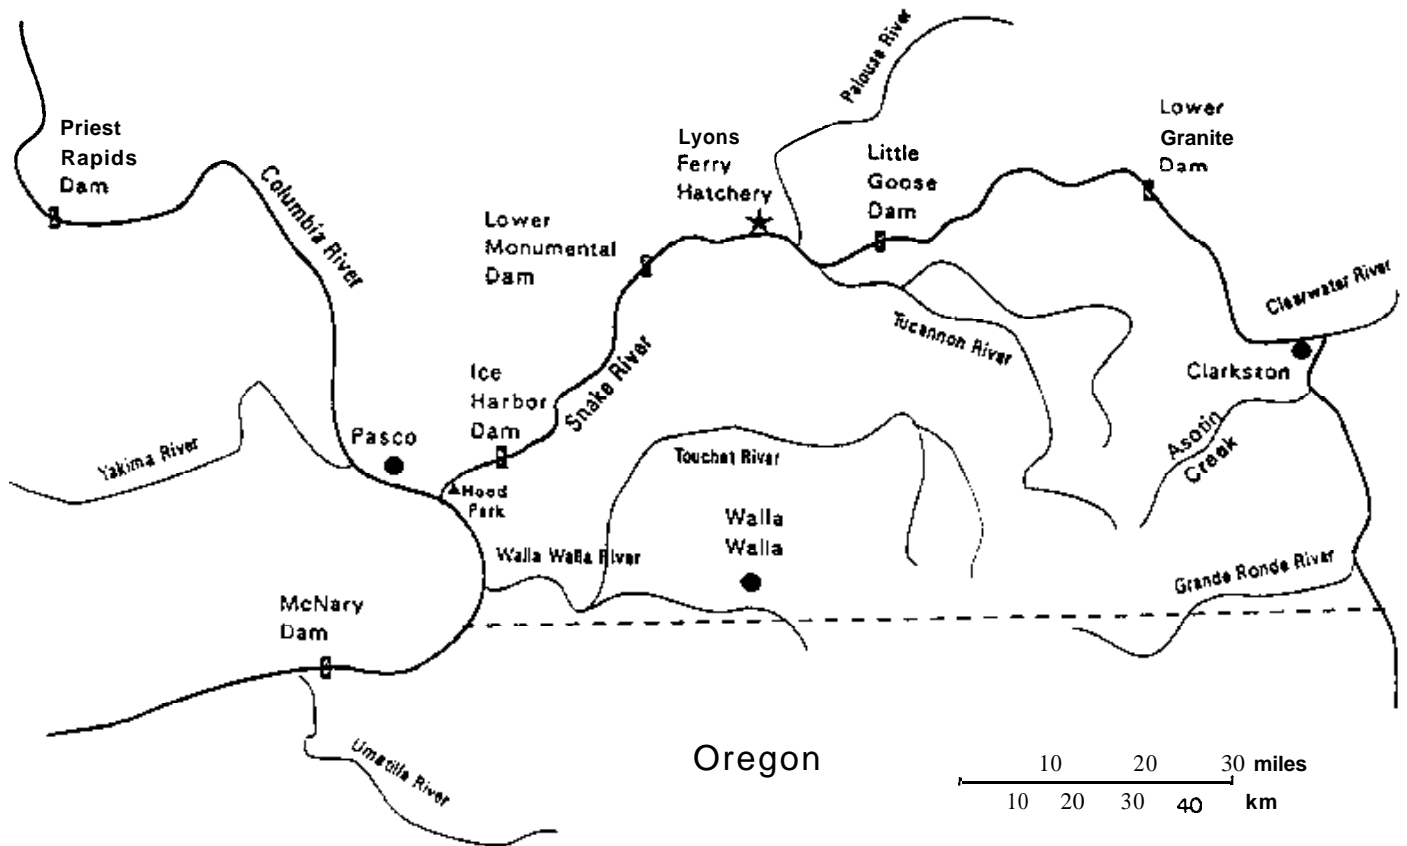 Palouse River
Priest
Rapids
Dam
Columbia River
Lower
Monumental
Dam
Lyons
Ferry
Hatchery
Little
Goose
Dam
Lower
Granite
Dam
Clearwater River
Tucannon River
Clarkston
Asotin
Creek
Snake River
Ice
Harbor
Dam
Pasco
Yakima River
Hood
Park
Touchet River
Walla
Walla
Walla Walla River
Grande Ronde River
McNary
Dam
Umatilla River
Oregon
10 20 30 miles
10 20 30 40 km